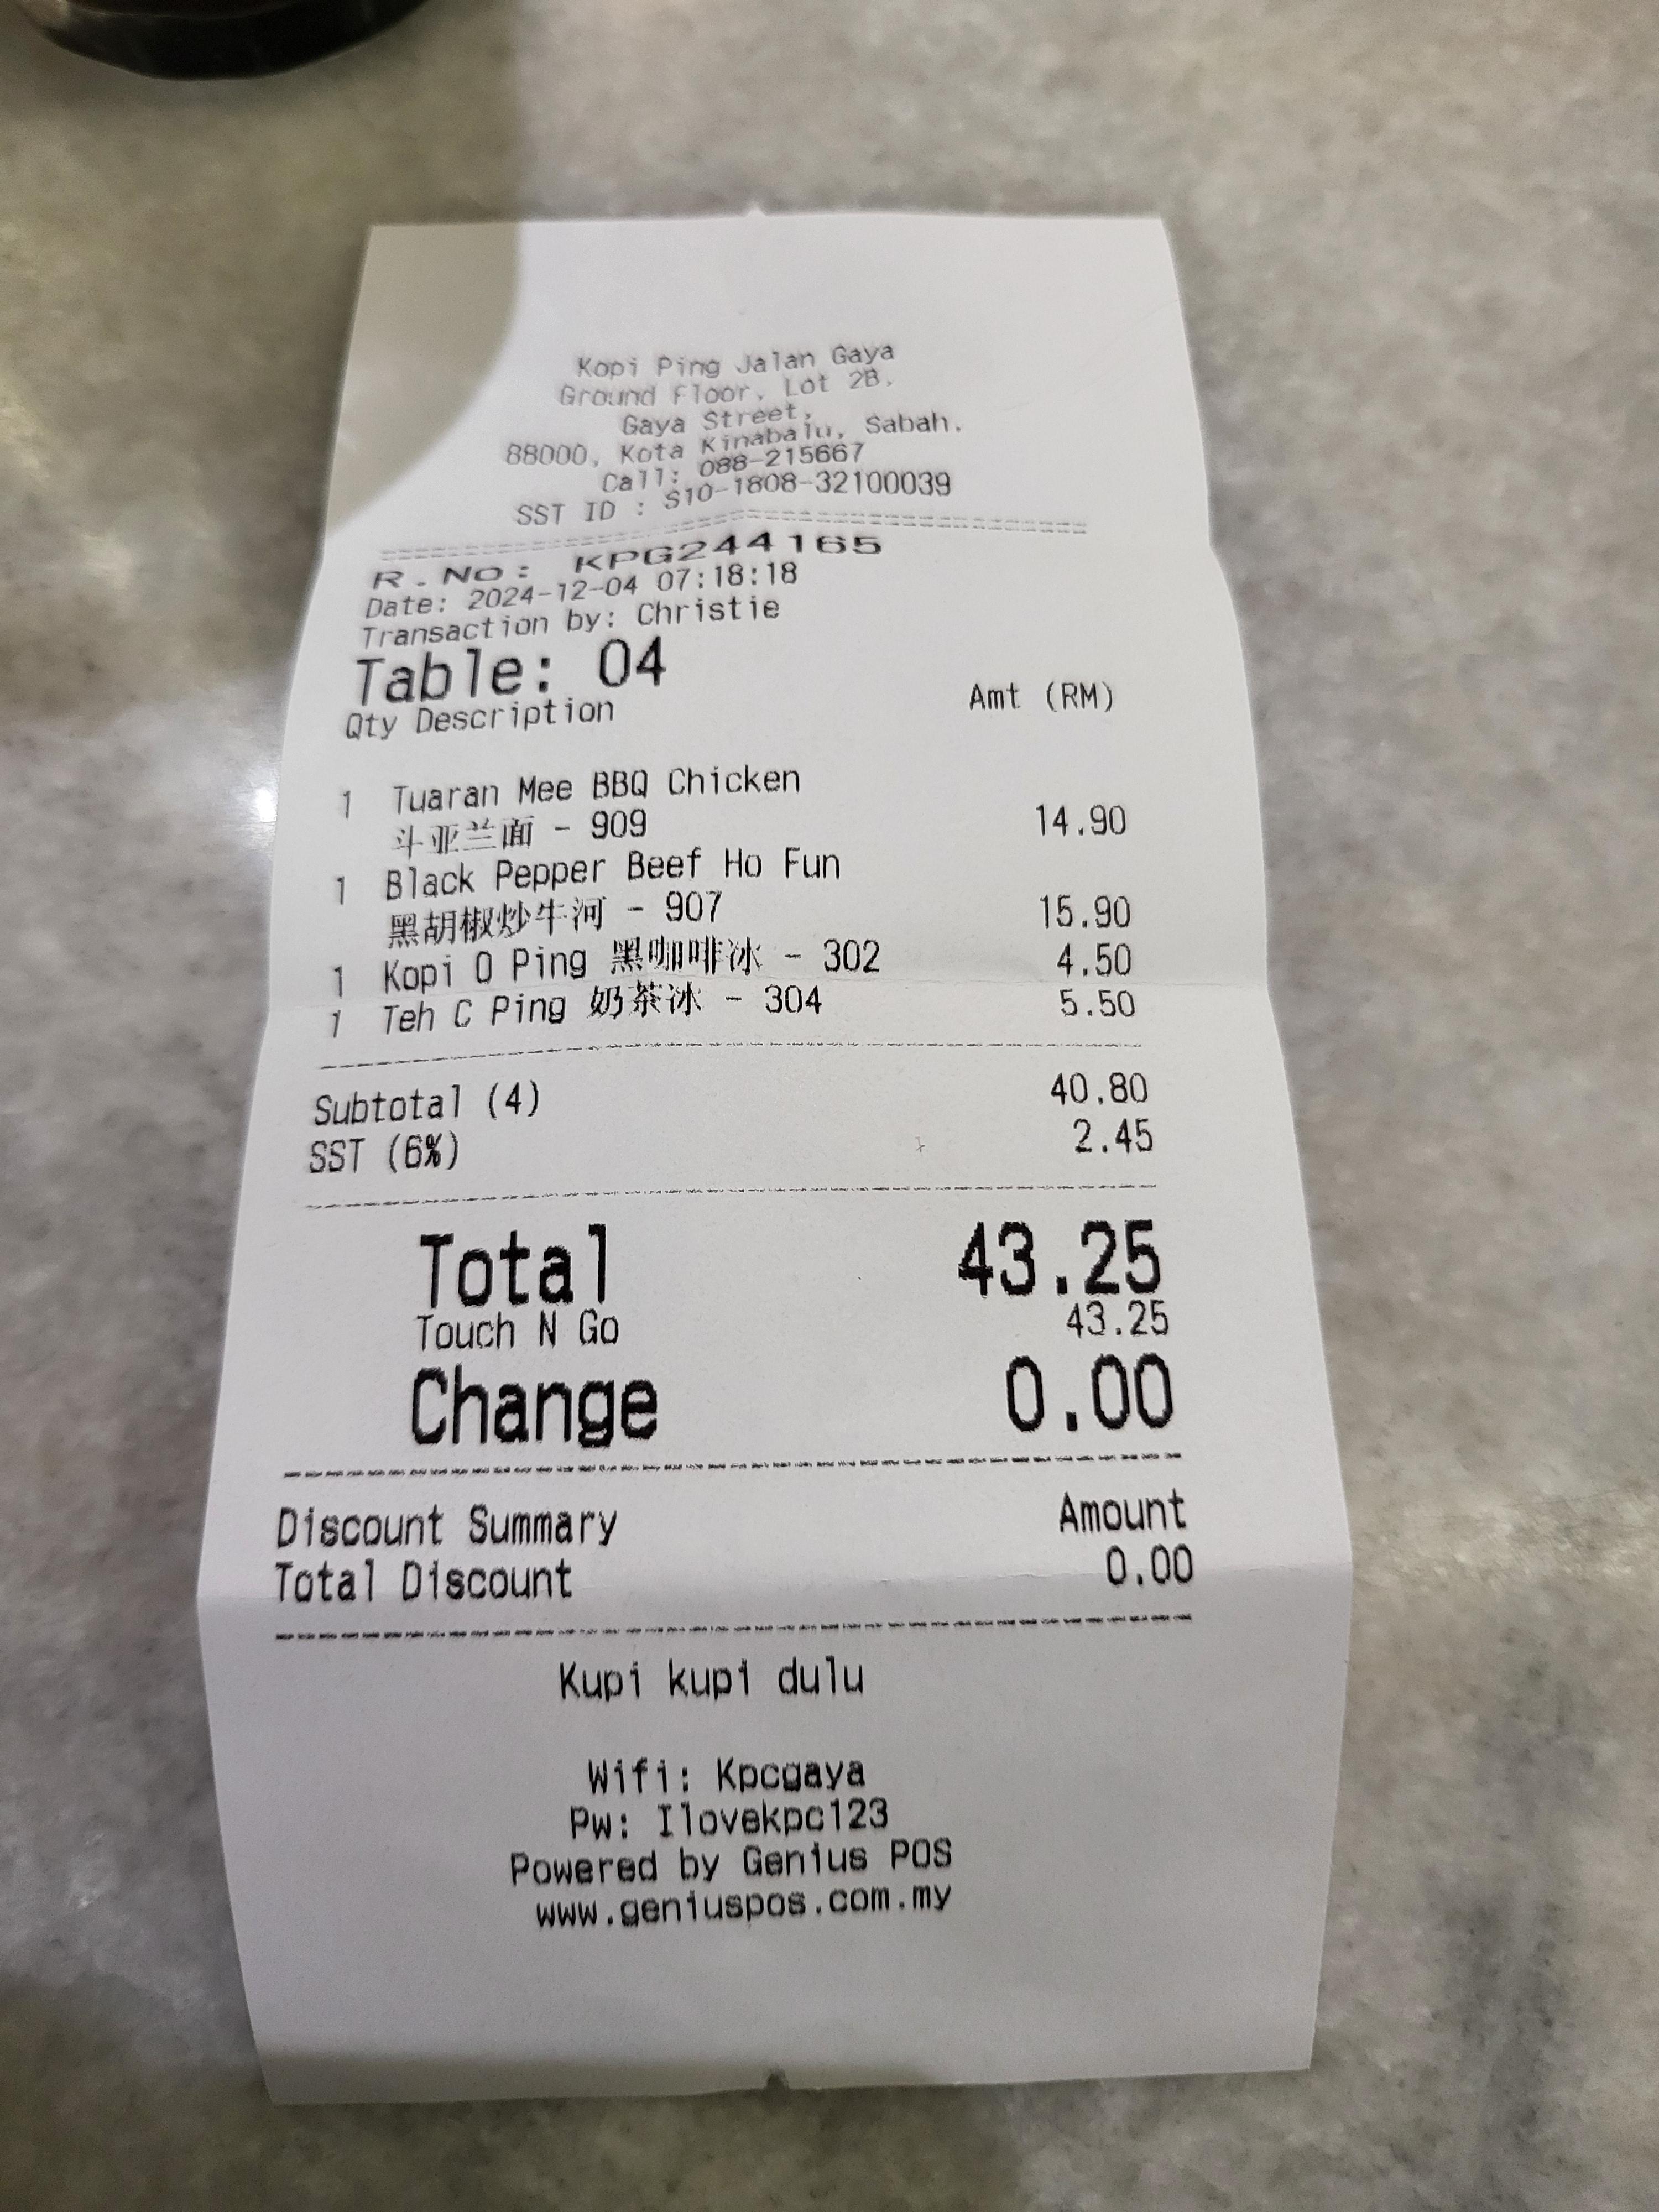 Kopi Ping Jalan Gaya
Ground Floor, Lot 2B,
Gaya Street,
88000, Kota Kinabalu, Sabah.
Call: 088-215667
SST ID : S10-1808-32100039
R.NO: KPG244165
Date: 2024-12-04 07:18:18
Transaction by: Christie
Table: 04
Qty Description Amt (RM)
1 Tuaran Mee BBQ Chicken
斗亚兰面 - 909 14.90
1 Black Pepper Beef Ho Fun
黑胡椒炒牛河 - 907 15.90
1 Kopi O Ping 黑咖啡冰 - 302 4.50
1 Teh C Ping 奶茶冰 - 304 5.50
Subtotal (4) 40.80
SST (6%) 2.45
Total 43.25
Touch N Go 43.25
Change 0.00
Discount Summary Amount
Total Discount 0.00
Kupi kupi dulu
Wifi: Kpcgaya
Pw: Ilovekpc123
Powered by Genius POS
www.geniuspos.com.my